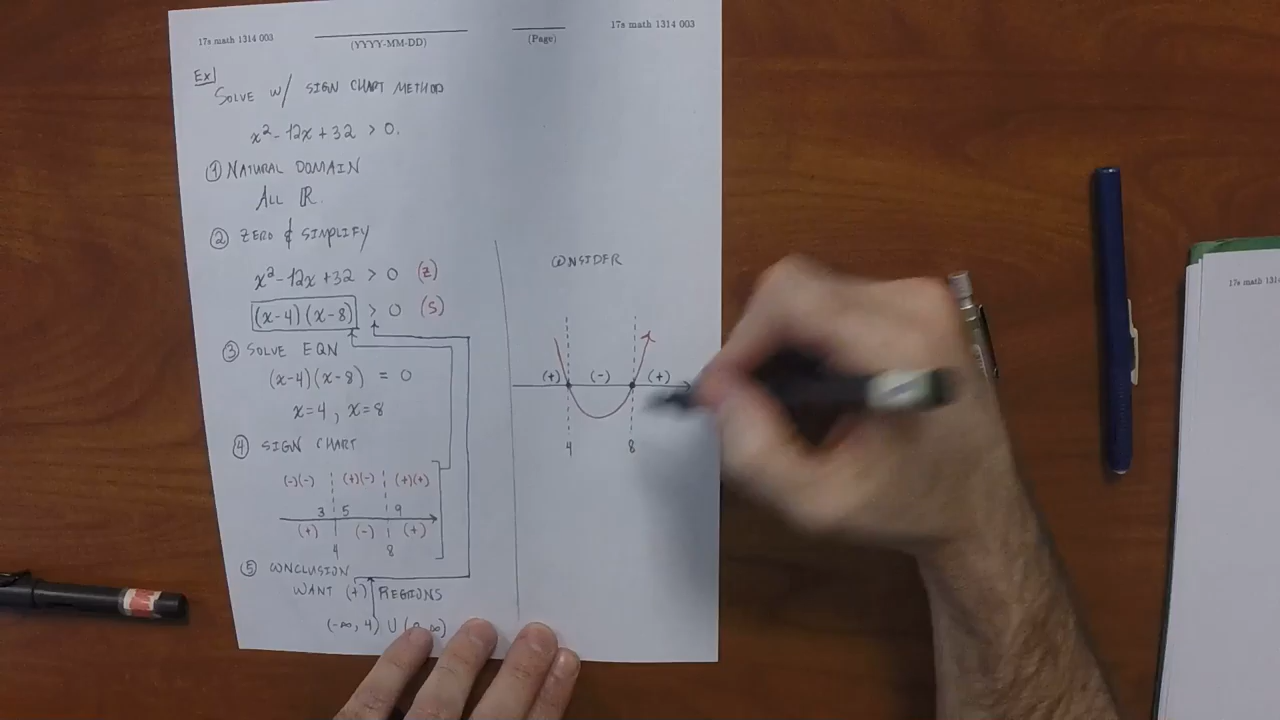 17s math 1314 003
(YYYY-MM-DD)
(Page)
17s math 1314 003
Ex
SOLVE W/ SIGN CHART METHOD
x² - 12x + 32 > 0.
① NATURAL DOMAIN
ALL ℝ.
② ZERO & SIMPLIFY
x² - 12x + 32 > 0 (Z)
(x-4)(x-8) > 0 (S)
③ SOLVE EQN
(x-4)(x-8) = 0
x=4, x=8
④ SIGN CHART
(-)(-) (+)(-) (+)(+)
3 5 9
(+) (-) (+)
4 8
⑤ CONCLUSION
WANT (+) REGIONS
(-∞, 4) ∪ (
CONSIDER
(+) (-) (+)
4 8
17s math 131